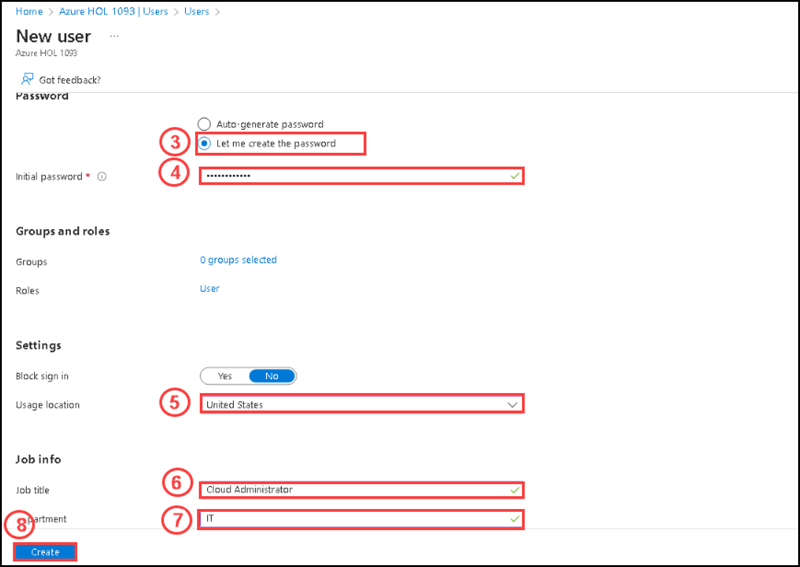 Home > Azure HOL 1093 | Users > Users >
New user ...
Azure HOL 1093
Got feedback?
Password
Auto-generate password
3 Let me create the password
4
Initial password * ••••••••••••
Groups and roles
Groups 0 groups selected
Roles User
Settings
Block sign in Yes No
5
Usage location United States
Job info
6
Job title Cloud Administrator
7
IT
8
Create